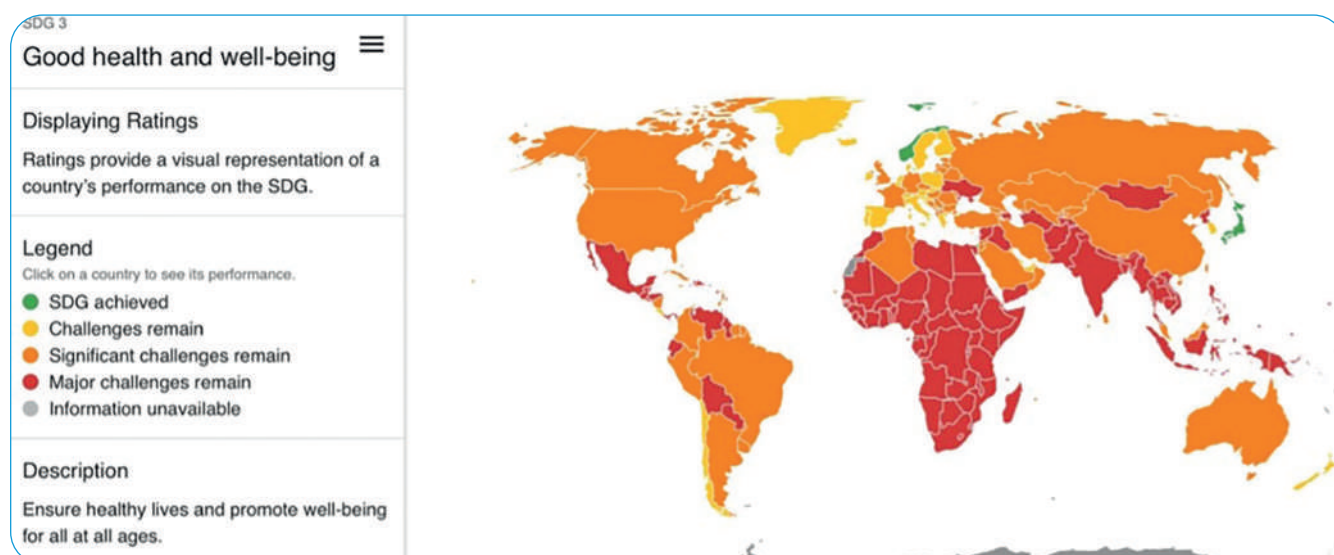 SDG 3
Good health and well-being
Displaying Ratings
Ratings provide a visual representation of a
country's performance on the SDG.
Legend
Click on a country to see its performance.
SDG achieved
Challenges remain
Significant challenges remain
Major challenges remain
Information unavailable
Description
Ensure healthy lives and promote well-being
for all at all ages.